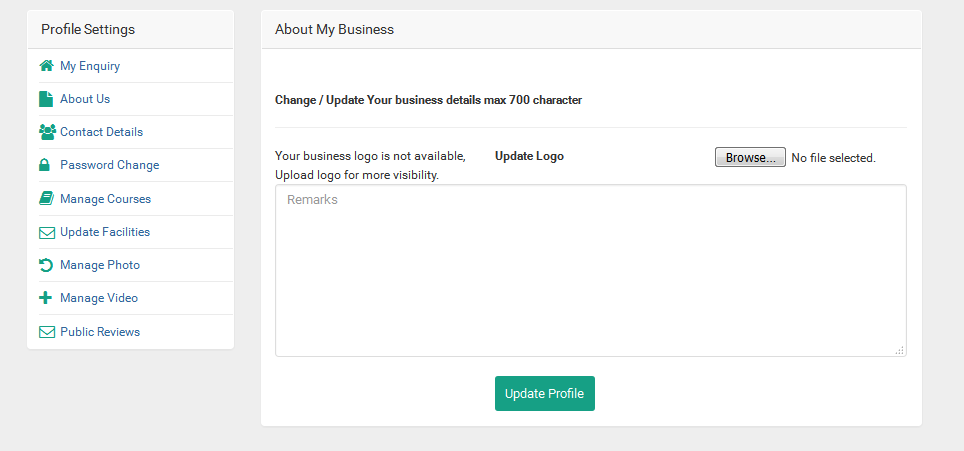 Profile Settings
My Enquiry
About Us
Contact Details
Password Change
Manage Courses
Update Facilities
Manage Photo
Manage Video
Public Reviews
About My Business
Change / Update Your business details max 700 character
Your business logo is not available,
Upload logo for more visibility.
Update Logo
Browse... No file selected.
Remarks
Update Profile